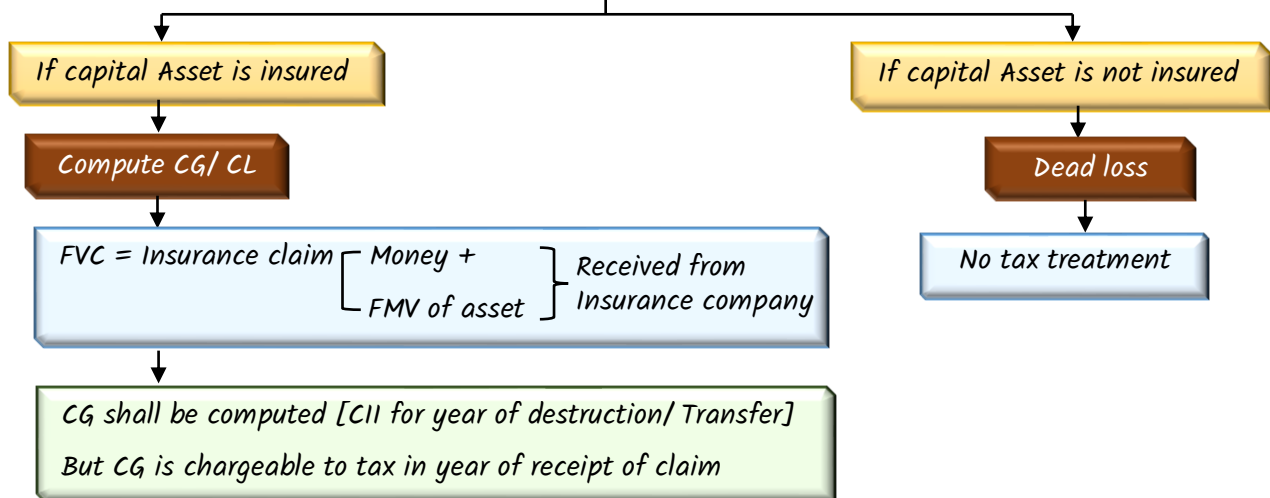 If capital Asset is insured
If capital Asset is not insured
Compute CG/ CL
Dead loss
FVC = Insurance claim Money +
FMV of asset
Received from
Insurance company
No tax treatment
CG shall be computed [CII for year of destruction/ Transfer]
But CG is chargeable to tax in year of receipt of claim